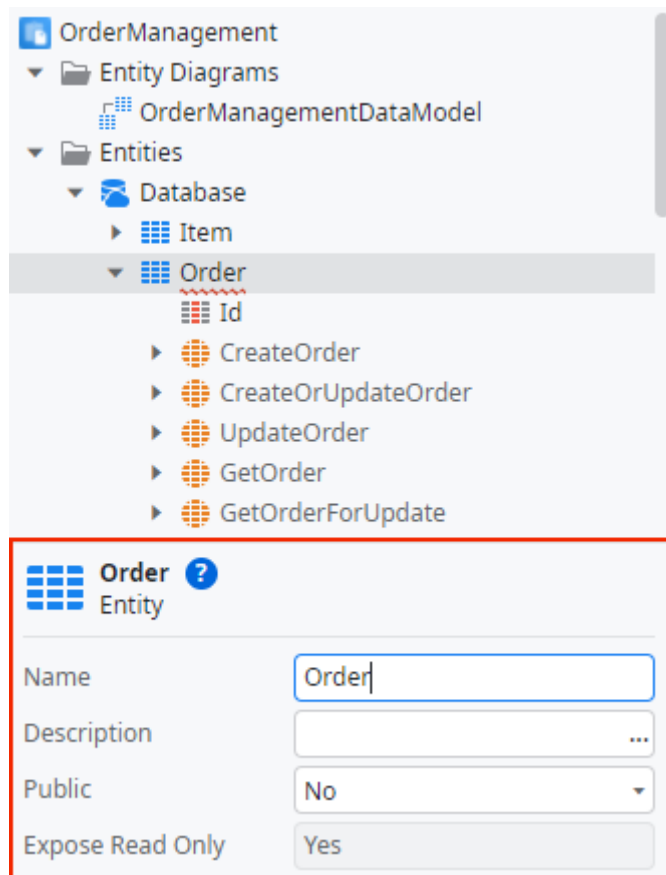 OrderManagement
Entity Diagrams
OrderManagementDataModel
Entities
Database
Item
Order
Id
CreateOrder
CreateOrUpdateOrder
UpdateOrder
GetOrder
GetOrderForUpdate
Order ?
Entity
Name Order
Description ...
Public No
Expose Read Only Yes